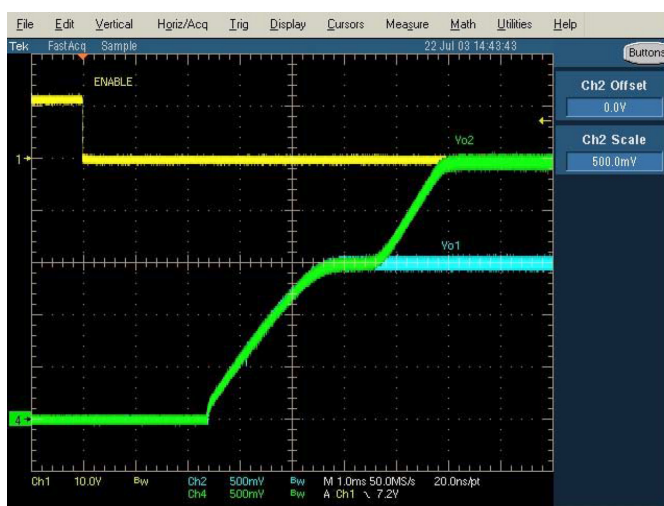 File Edit Vertical Horiz/Acq Trig Display Cursors Measure Math Utilities Help
Tek FastAcq Sample 22 Jul 03 14:43:43
Buttons
ENABLE
Ch2 Offset
0.0V
Ch2 Scale
500.0mV
Yo2
1
Yo1
4
Ch1 10.0V Bw Ch2 500mV Bw M 1.0ms 50.0MS/s 20.0ns/pt
Ch4 500mV Bw A Ch1 \ 7.2V